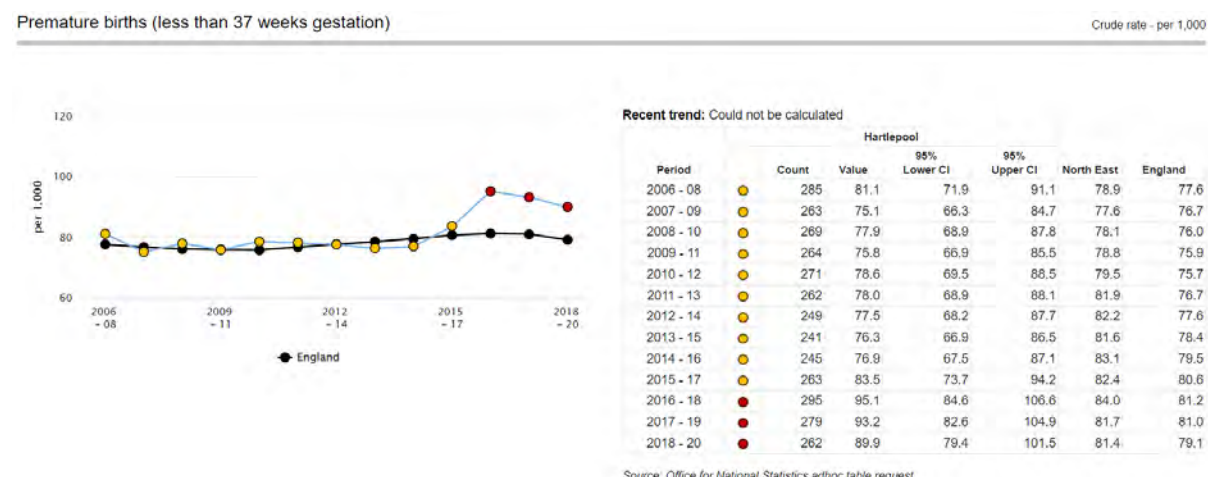 Premature births (less than 37 weeks gestation)
Crude rate - per 1,000
120
100
80
60
per 1,000
2006 - 08
2009 - 11
2012 - 14
2015 - 17
2018 - 20
England
Recent trend: Could not be calculated
Hartlepool
Period Count Value 95% Lower CI 95% Upper CI North East England
2006 - 08 285 81.1 71.9 91.1 78.9 77.6
2007 - 09 263 75.1 66.3 84.7 77.6 76.7
2008 - 10 269 77.9 68.9 87.8 78.1 76.0
2009 - 11 264 75.8 66.9 85.5 78.8 75.9
2010 - 12 271 78.6 69.5 88.5 79.5 75.7
2011 - 13 262 78.0 68.9 88.1 81.9 76.7
2012 - 14 249 77.5 68.2 87.7 82.2 77.6
2013 - 15 241 76.3 66.9 86.5 81.6 78.4
2014 - 16 245 76.9 67.5 87.1 83.1 79.5
2015 - 17 263 83.5 73.7 94.2 82.4 80.6
2016 - 18 295 95.1 84.6 106.6 84.0 81.2
2017 - 19 279 93.2 82.6 104.9 81.7 81.0
2018 - 20 262 89.9 79.4 101.5 81.4 79.1
Source: Office for National Statistics adhoc table request